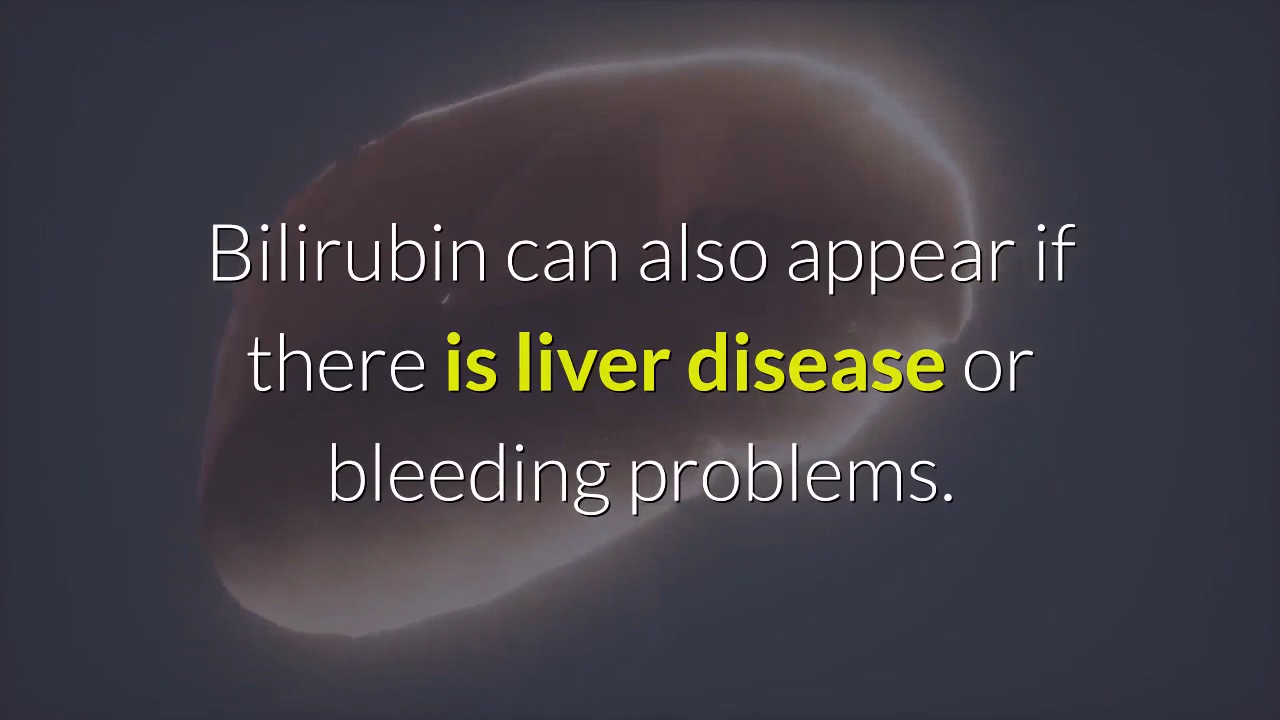 Bilirubin can also appear if
there is liver disease or
bleeding problems.